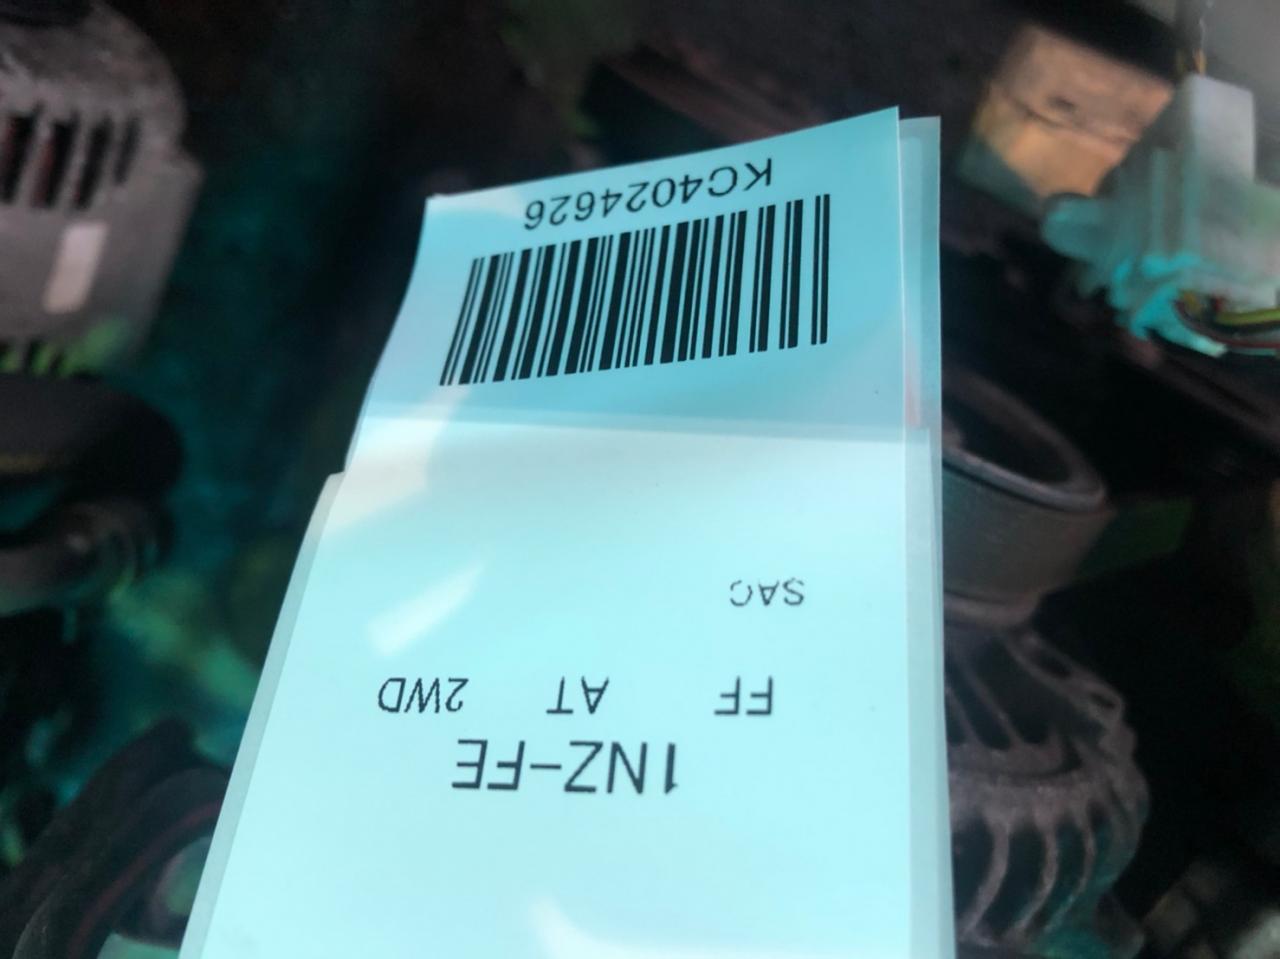 1NZ-FE
FF AT 2WD
SAC
KC4024626